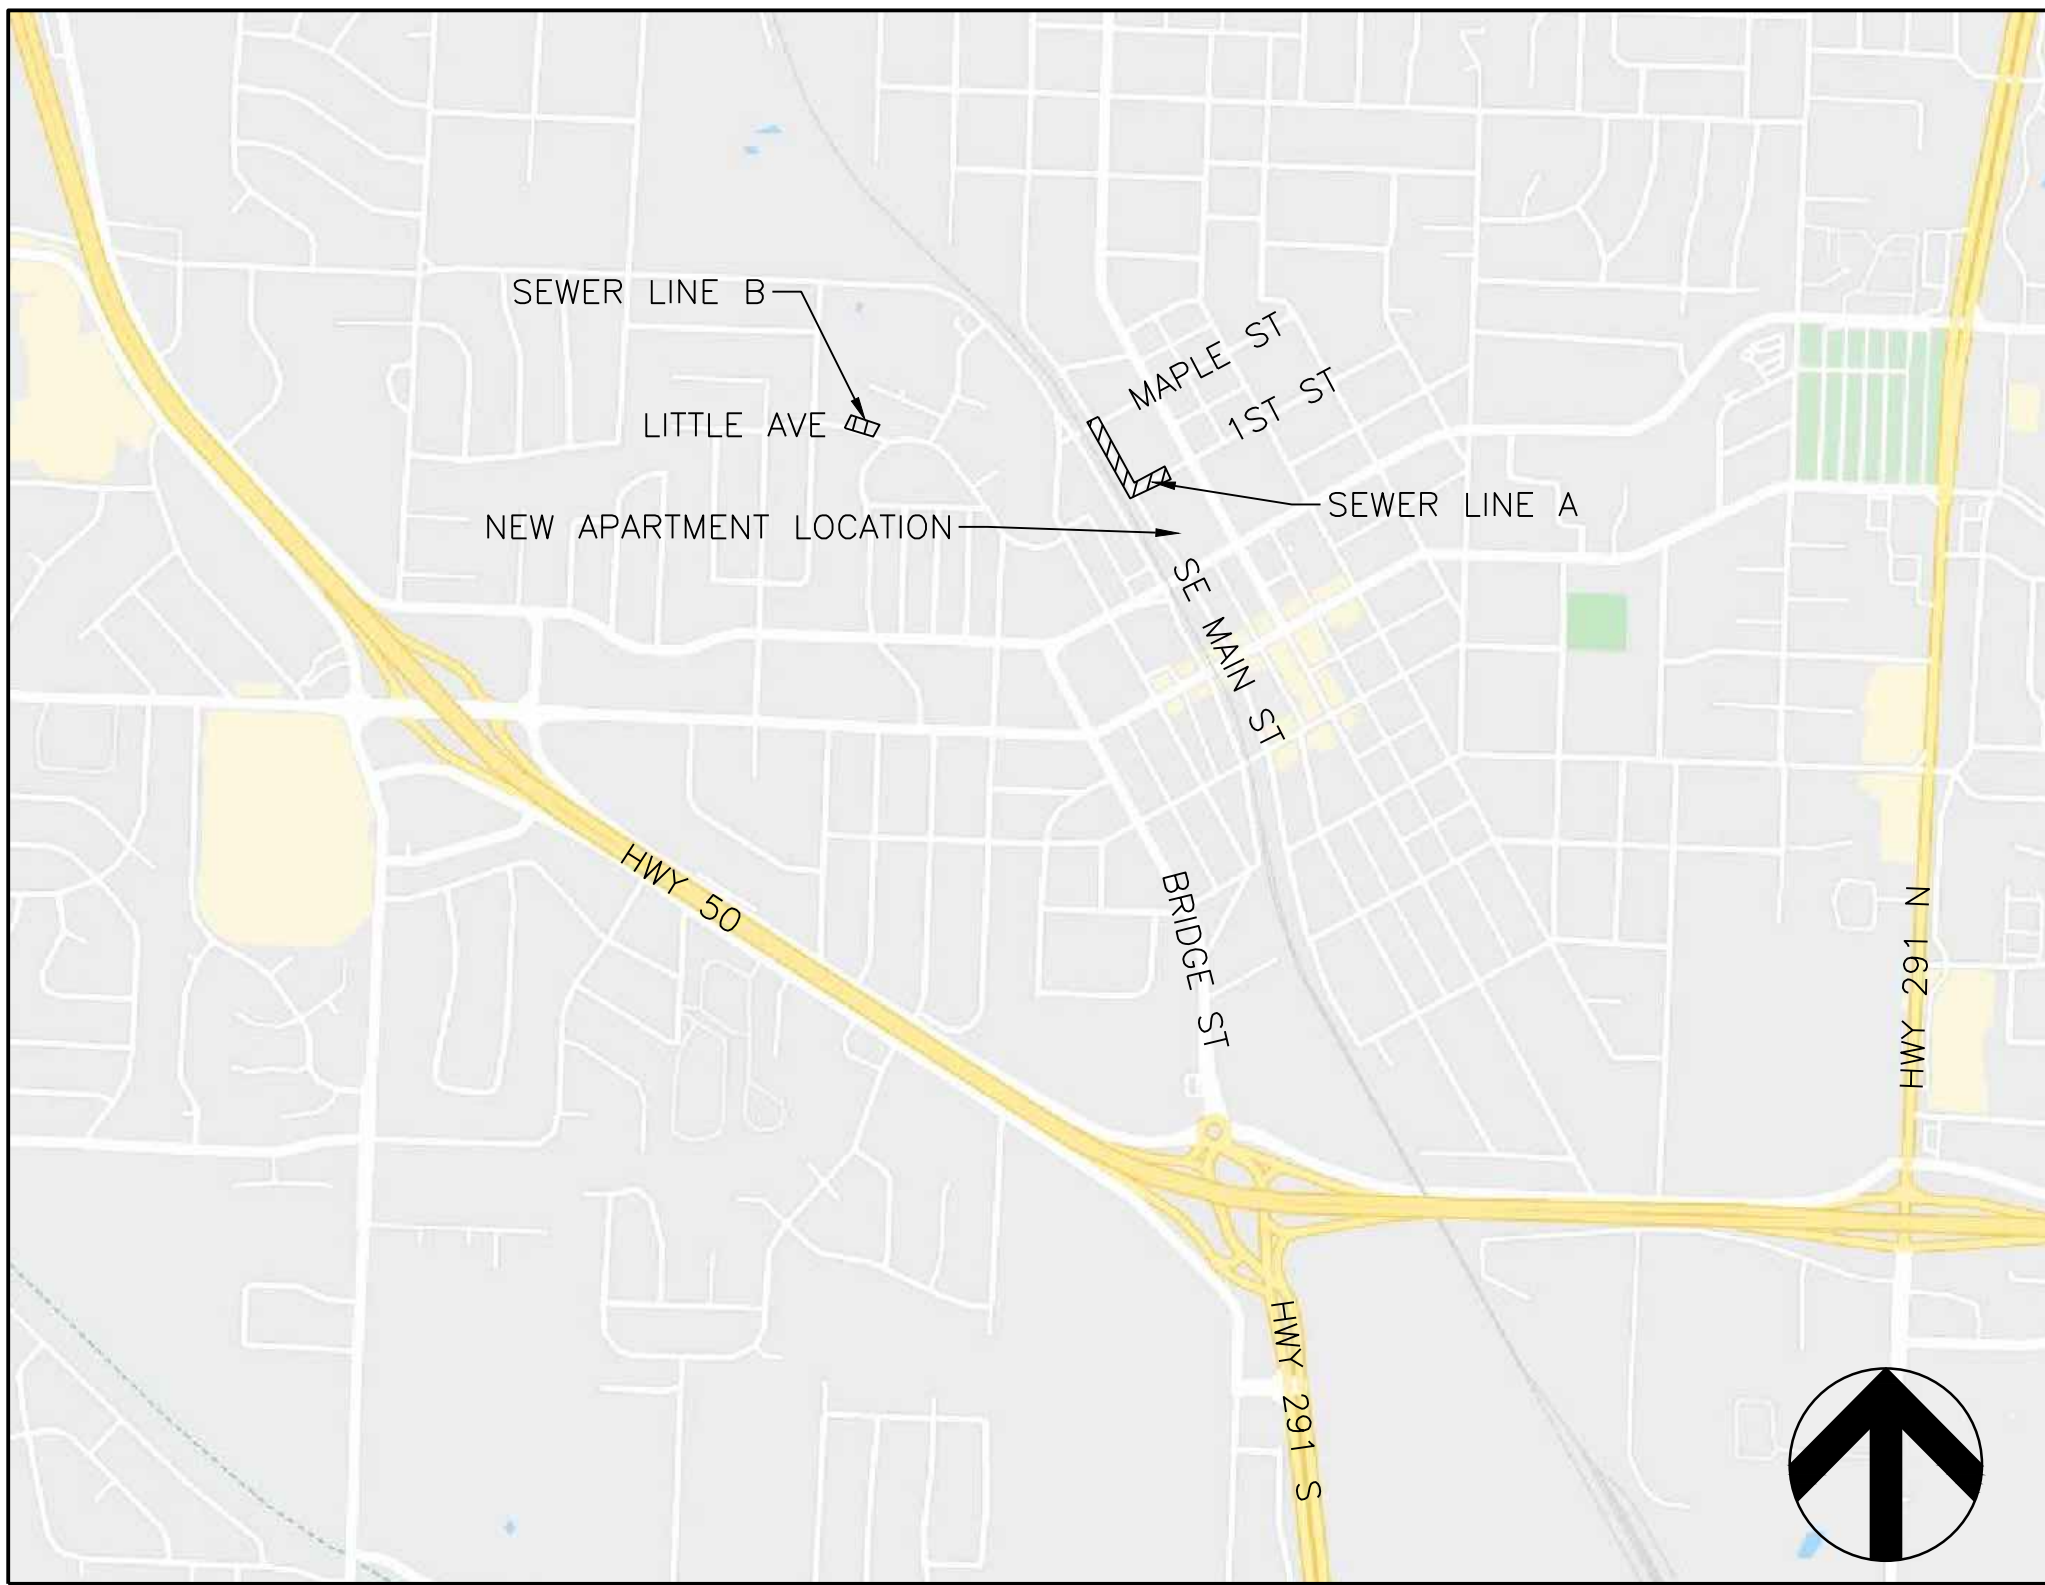 SEWER LINE B
MAPLE ST
1ST ST
LITTLE AVE
SEWER LINE A
NEW APARTMENT LOCATION
SE MAIN ST
HWY 50
BRIDGE ST
HWY 291 N
HWY 291 S